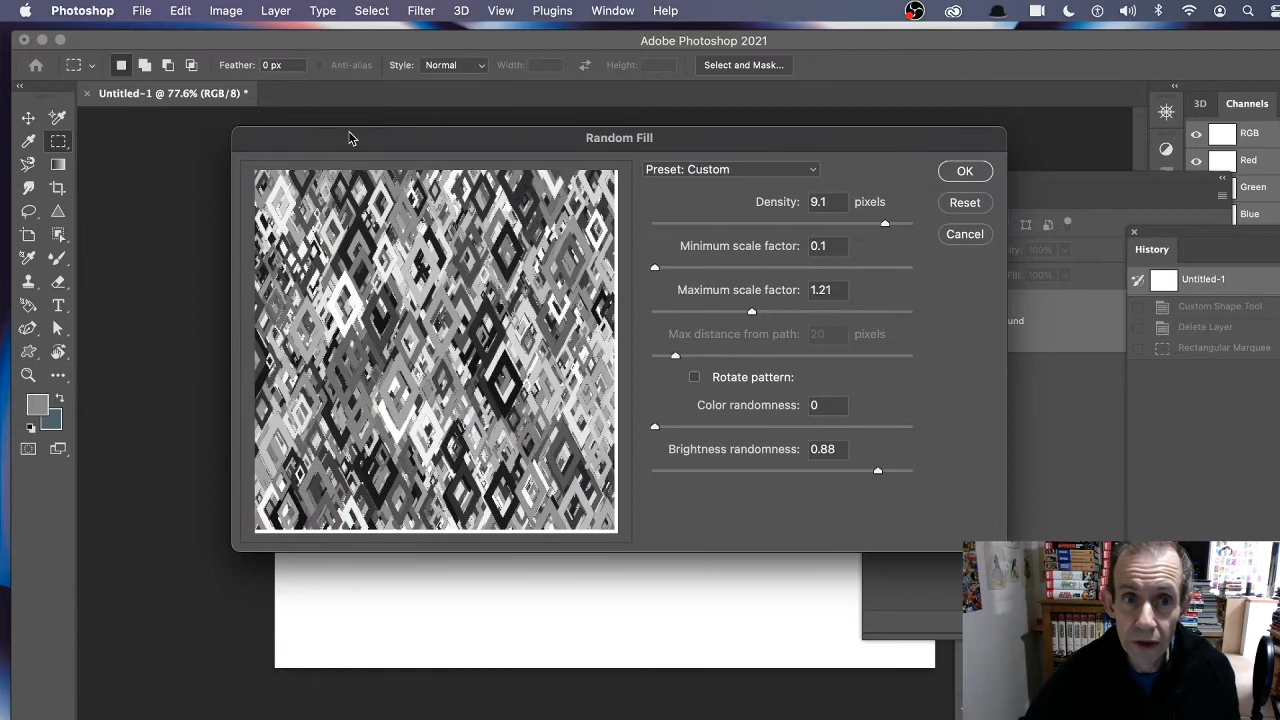 Photoshop File Edit Image Layer Type Select Filter 3D View Plugins Window Help
Adobe Photoshop 2021
Feather: 0 px Anti-alias Style: Normal Width: Height: Select and Mask...
Untitled-1 @ 77.6% (RGB/8) *
3D Channels
RGB
Red
Green
Blue
Random Fill
Preset: Custom
OK
Density: 9.1 pixels
Reset
Minimum scale factor: 0.1
Cancel
Maximum scale factor: 1.21
Max distance from path: 20 pixels
Rotate pattern:
Color randomness: 0
Brightness randomness: 0.88
100%
100%
und
History
Untitled-1
Custom Shape Tool
Delete Layer
Rectangular Marquee